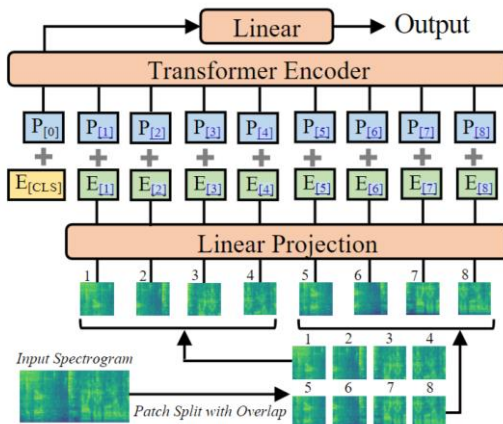 Linear
Output
Transformer Encoder
P[0] P[1] P[2] P[3] P[4] P[5] P[6] P[7] P[8]
+ + + + + + + + +
E[CLS] E[1] E[2] E[3] E[4] E[5] E[6] E[7] E[8]
Linear Projection
1 2 3 4 5 6 7 8
1 2 3 4
Input Spectrogram
5 6 7 8
Patch Split with Overlap